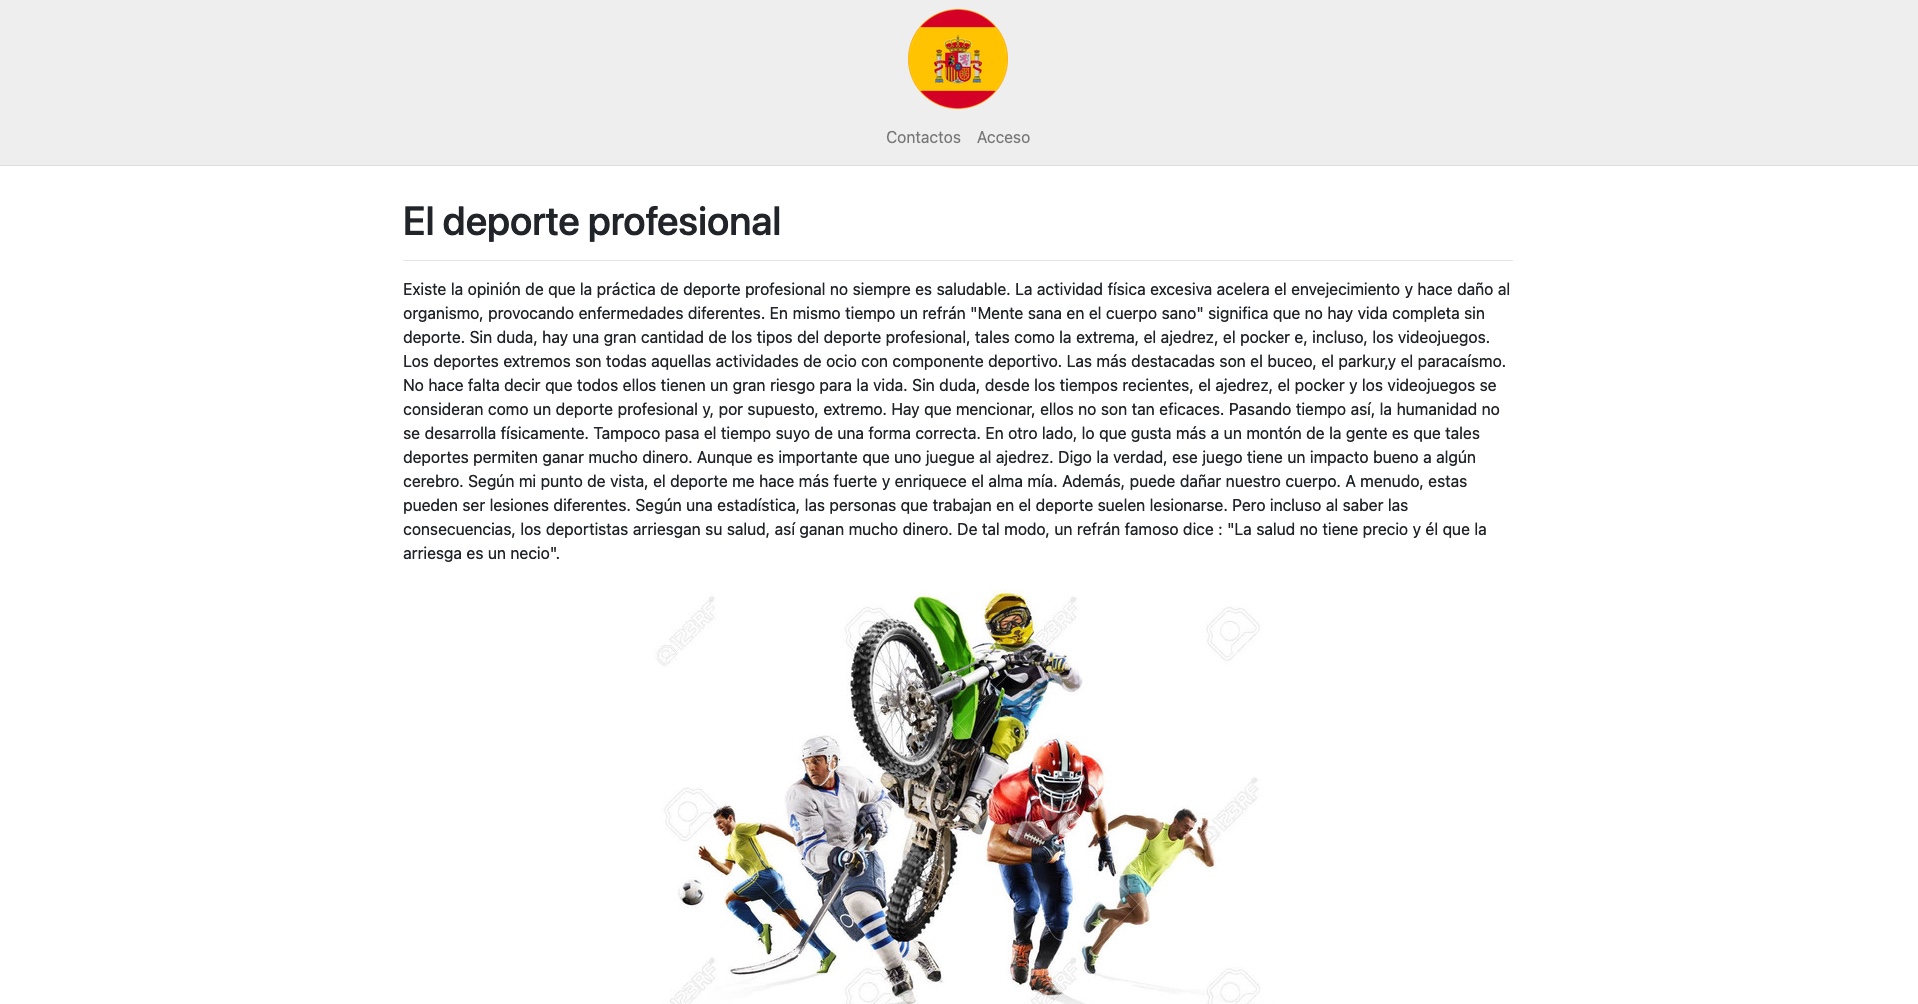 Contactos Acceso
El deporte profesional
Existe la opinión de que la práctica de deporte profesional no siempre es saludable. La actividad física excesiva acelera el envejecimiento y hace daño al
organismo, provocando enfermedades diferentes. En mismo tiempo un refrán "Mente sana en el cuerpo sano" significa que no hay vida completa sin
deporte. Sin duda, hay una gran cantidad de los tipos del deporte profesional, tales como la extrema, el ajedrez, el pocker e, incluso, los videojuegos.
Los deportes extremos son todas aquellas actividades de ocio con componente deportivo. Las más destacadas son el buceo, el parkur,y el paracaísmo.
No hace falta decir que todos ellos tienen un gran riesgo para la vida. Sin duda, desde los tiempos recientes, el ajedrez, el pocker y los videojuegos se
consideran como un deporte profesional y, por supuesto, extremo. Hay que mencionar, ellos no son tan eficaces. Pasando tiempo así, la humanidad no
se desarrolla físicamente. Tampoco pasa el tiempo suyo de una forma correcta. En otro lado, lo que gusta más a un montón de la gente es que tales
deportes permiten ganar mucho dinero. Aunque es importante que uno juegue al ajedrez. Digo la verdad, ese juego tiene un impacto bueno a algún
cerebro. Según mi punto de vista, el deporte me hace más fuerte y enriquece el alma mía. Además, puede dañar nuestro cuerpo. A menudo, estas
pueden ser lesiones diferentes. Según una estadística, las personas que trabajan en el deporte suelen lesionarse. Pero incluso al saber las
consecuencias, los deportistas arriesgan su salud, así ganan mucho dinero. De tal modo, un refrán famoso dice : "La salud no tiene precio y él que la
arriesga es un necio".
123RF
123RF
4
123RF
123RF
123RF